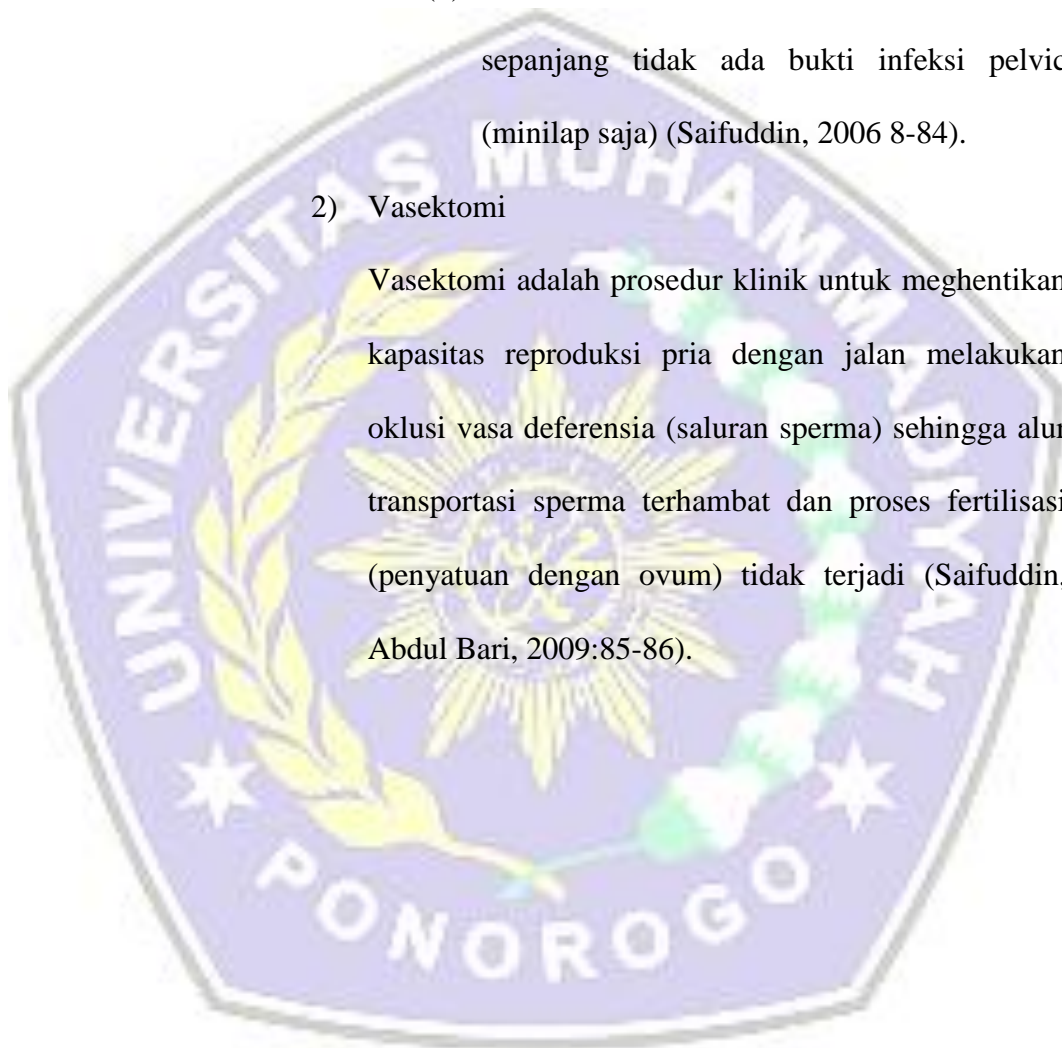 sepanjang tidak ada bukti infeksi pelvic
(minilap saja) (Saifuddin, 2006 8-84).
2) Vasektomi
Vasektomi adalah prosedur klinik untuk meghentikan
kapasitas reproduksi pria dengan jalan melakukan
oklusi vasa deferensia (saluran sperma) sehingga alur
transportasi sperma terhambat dan proses fertilisasi
(penyatuan dengan ovum) tidak terjadi (Saifuddin,
Abdul Bari, 2009:85-86).
UNIVERSITAS MUHAMMADIYAH
PONOROGO